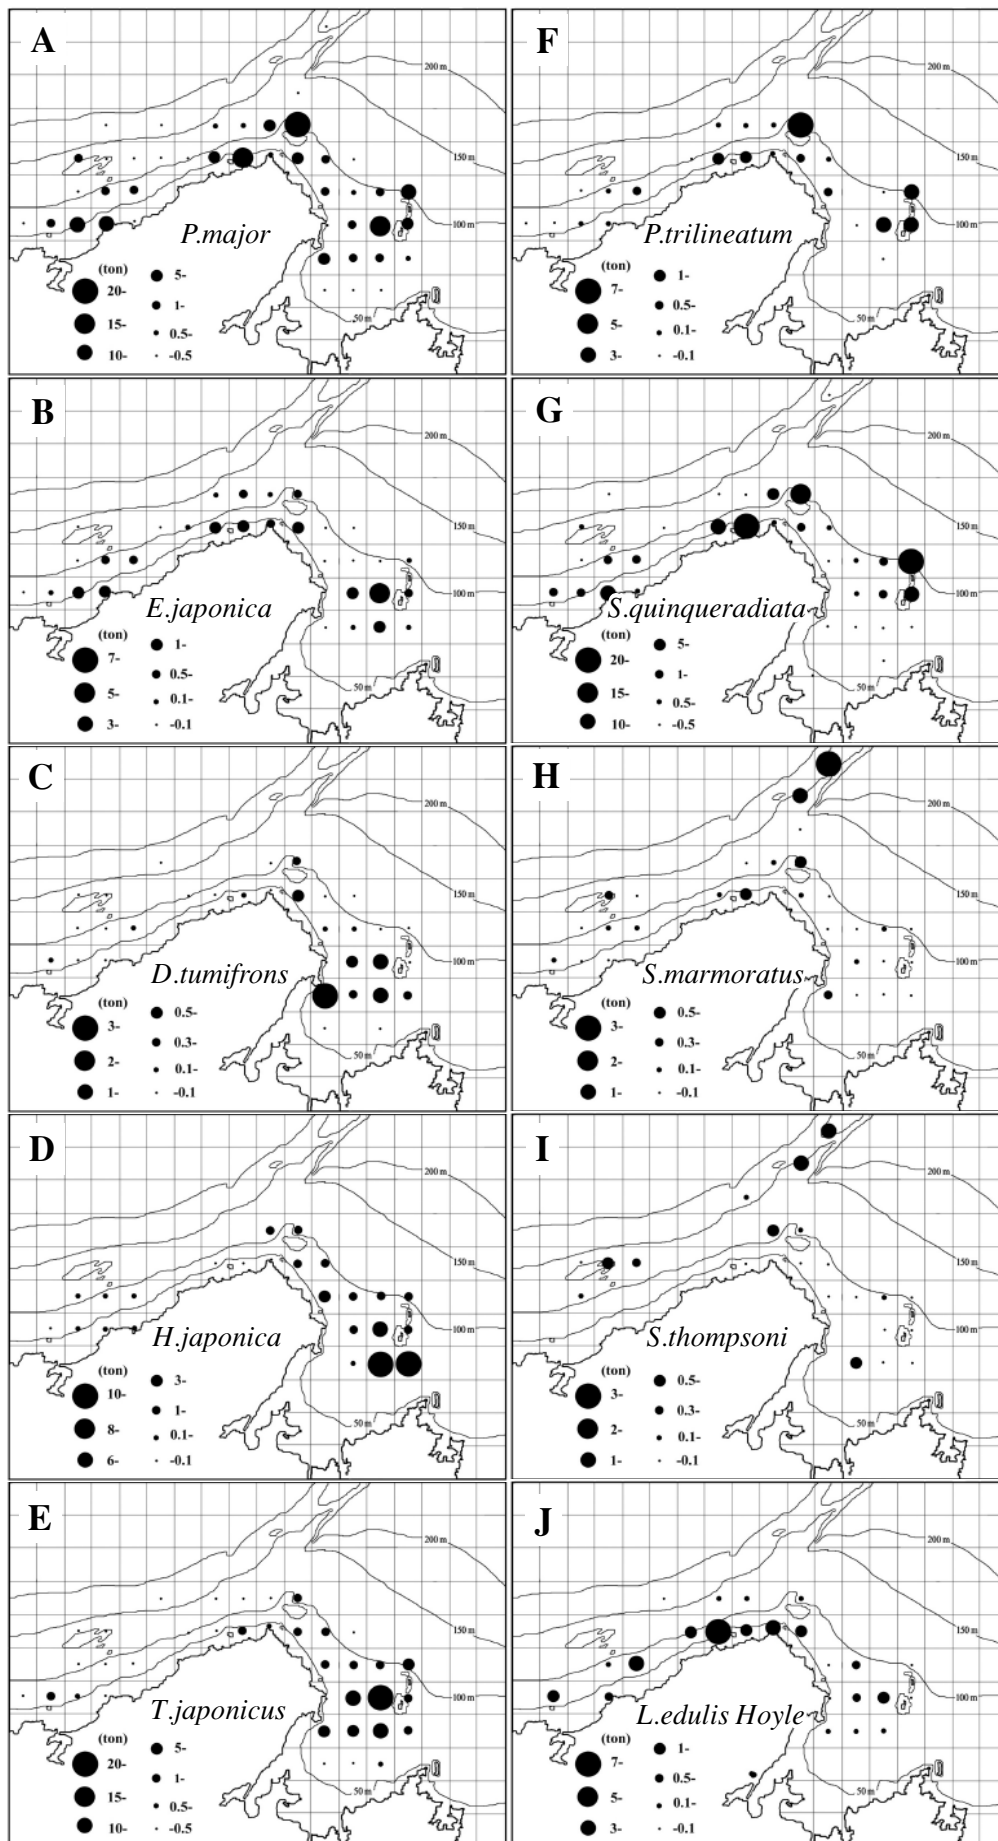 A
200 m
150 m
100 m
P.major
(ton)
20-
15-
10-
5-
1-
0.5-
-0.5
50 m
F
200 m
150 m
100 m
P.trilineatum
(ton)
7-
5-
3-
1-
0.5-
0.1-
-0.1
50 m
B
200 m
150 m
100 m
E.japonica
(ton)
7-
5-
3-
1-
0.5-
0.1-
-0.1
50 m
G
200 m
150 m
100 m
S.quinqueradiata
(ton)
20-
15-
10-
5-
1-
0.5-
-0.5
50 m
C
200 m
150 m
100 m
D.tumifrons
(ton)
3-
2-
1-
0.5-
0.3-
0.1-
-0.1
50 m
H
200 m
150 m
100 m
S.marmoratus
(ton)
3-
2-
1-
0.5-
0.3-
0.1-
-0.1
50 m
D
200 m
150 m
100 m
H.japonica
(ton)
10-
8-
6-
3-
1-
0.1-
-0.1
50 m
I
200 m
150 m
100 m
S.thompsoni
(ton)
3-
2-
1-
0.5-
0.3-
0.1-
-0.1
50 m
E
200 m
150 m
100 m
T.japonicus
(ton)
20-
15-
10-
5-
1-
0.5-
-0.5
50 m
J
200 m
150 m
100 m
L.edulis Hoyle
(ton)
7-
5-
3-
1-
0.5-
0.1-
-0.1
50 m